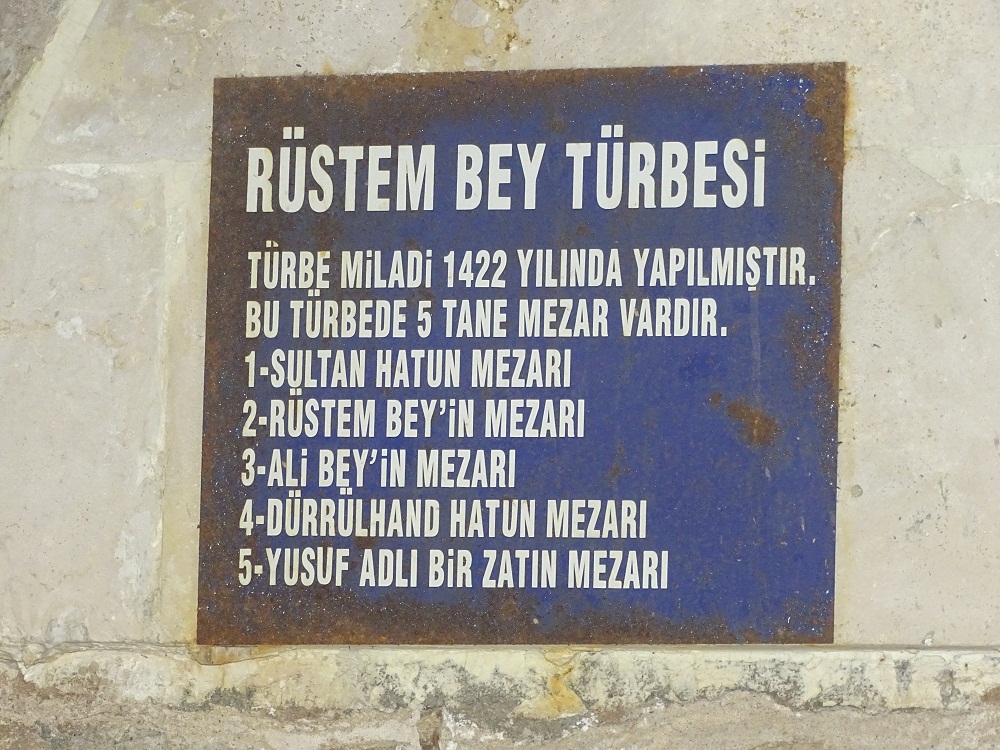 RÜSTEM BEY TÜRBESİ
TÜRBE MİLADİ 1422 YILINDA YAPILMIŞTIR.
BU TÜRBEDE 5 TANE MEZAR VARDIR.
1-SULTAN HATUN MEZARI
2-RÜSTEM BEY'İN MEZARI
3-ALİ BEY'İN MEZARI
4-DÜRRÜLHAND HATUN MEZARI
5-YUSUF ADLI BİR ZATIN MEZARI